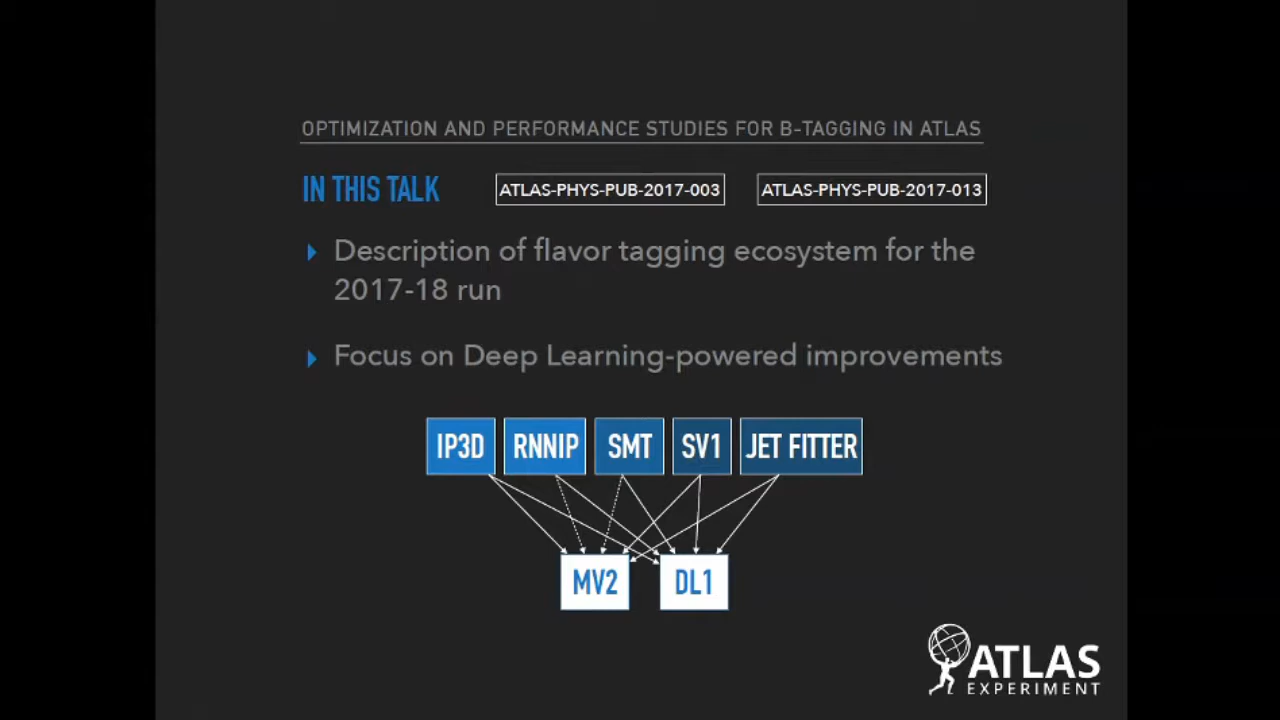 OPTIMIZATION AND PERFORMANCE STUDIES FOR B-TAGGING IN ATLAS
IN THIS TALK
ATLAS-PHYS-PUB-2017-003
ATLAS-PHYS-PUB-2017-013
Description of flavor tagging ecosystem for the
2017-18 run
Focus on Deep Learning-powered improvements
IP3D
RNNIP
SMT
SV1
JET FITTER
MV2
DL1
ATLAS
EXPERIMENT